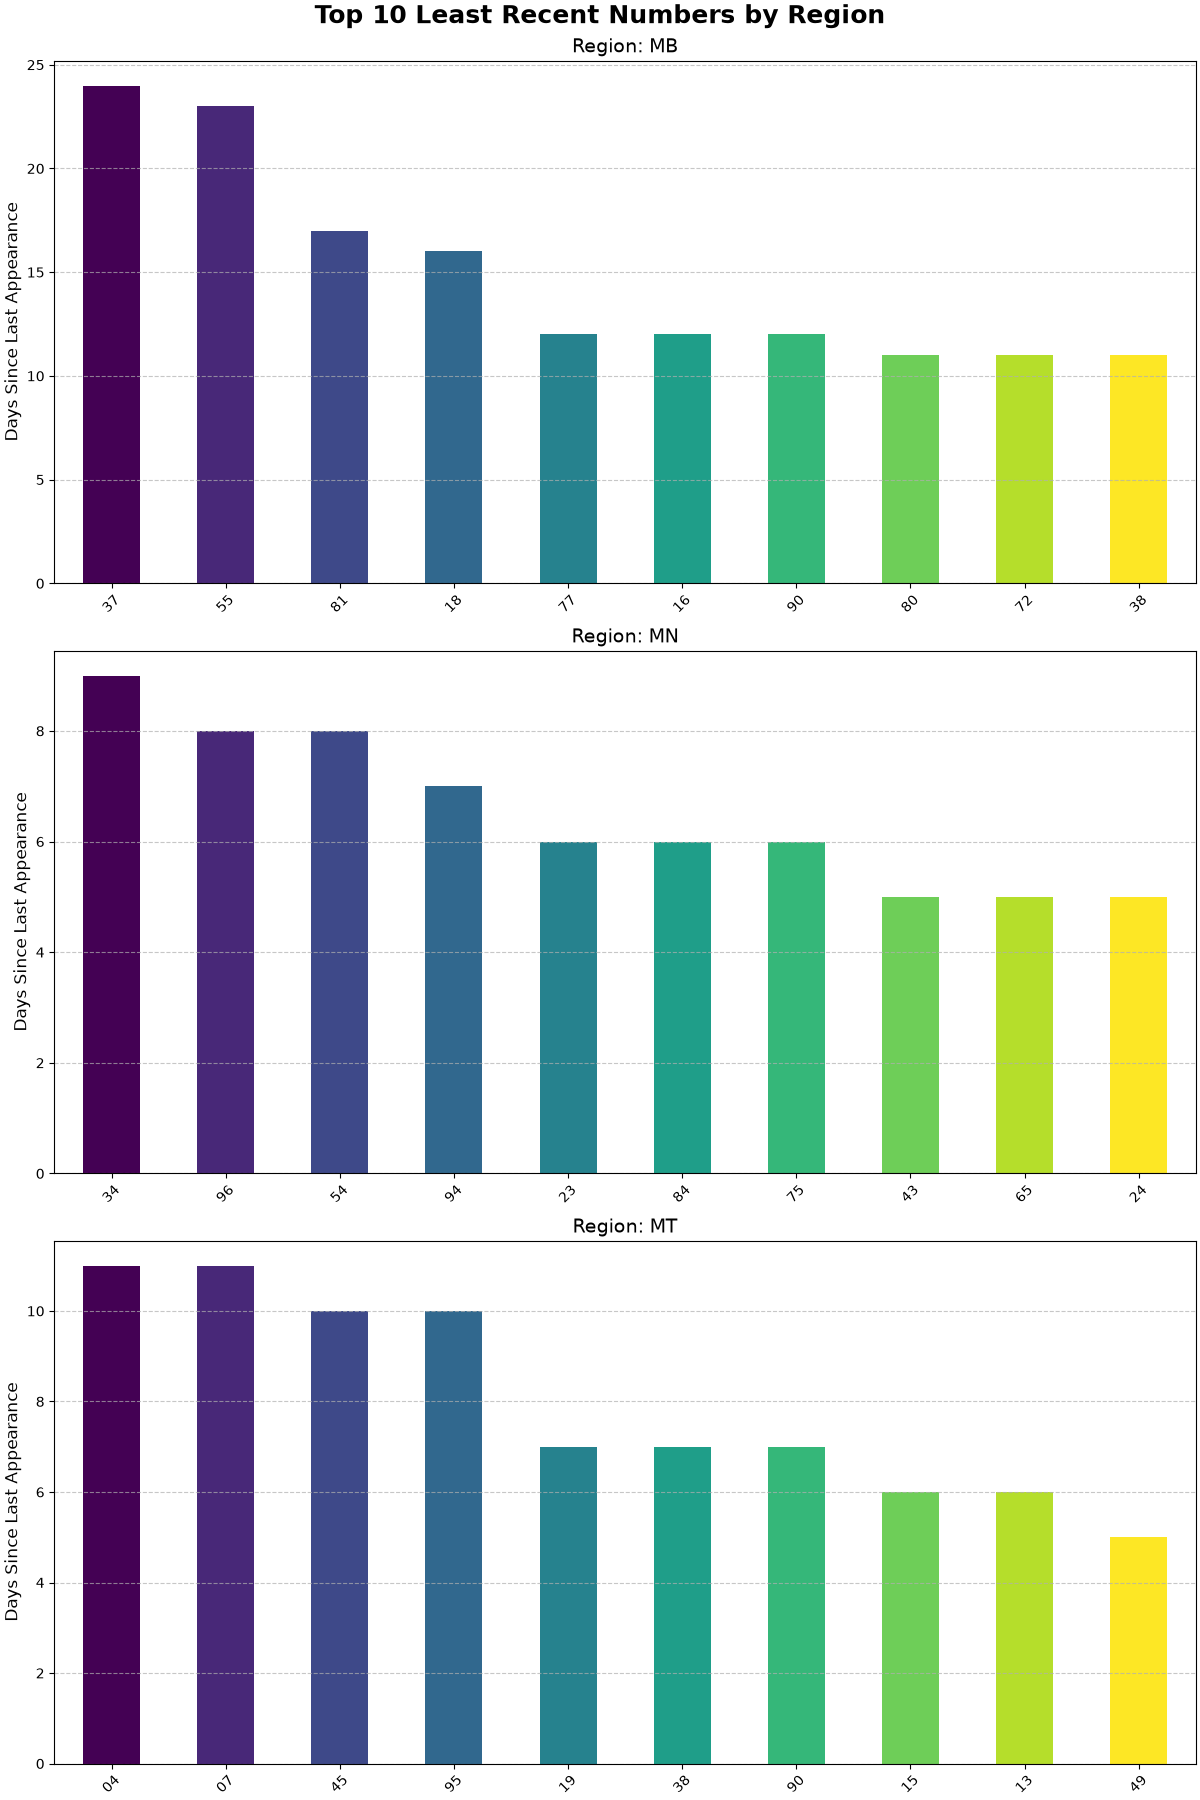 Top 10 Least Recent Numbers by Region
Region: MB
Days Since Last Appearance
25
20
15
10
5
0
37 55 81 18 77 16 90 80 72 38
Region: MN
Days Since Last Appearance
8
6
4
2
0
34 96 54 94 23 84 75 43 65 24
Region: MT
Days Since Last Appearance
10
8
6
4
2
0
04 07 45 95 19 38 90 15 13 49